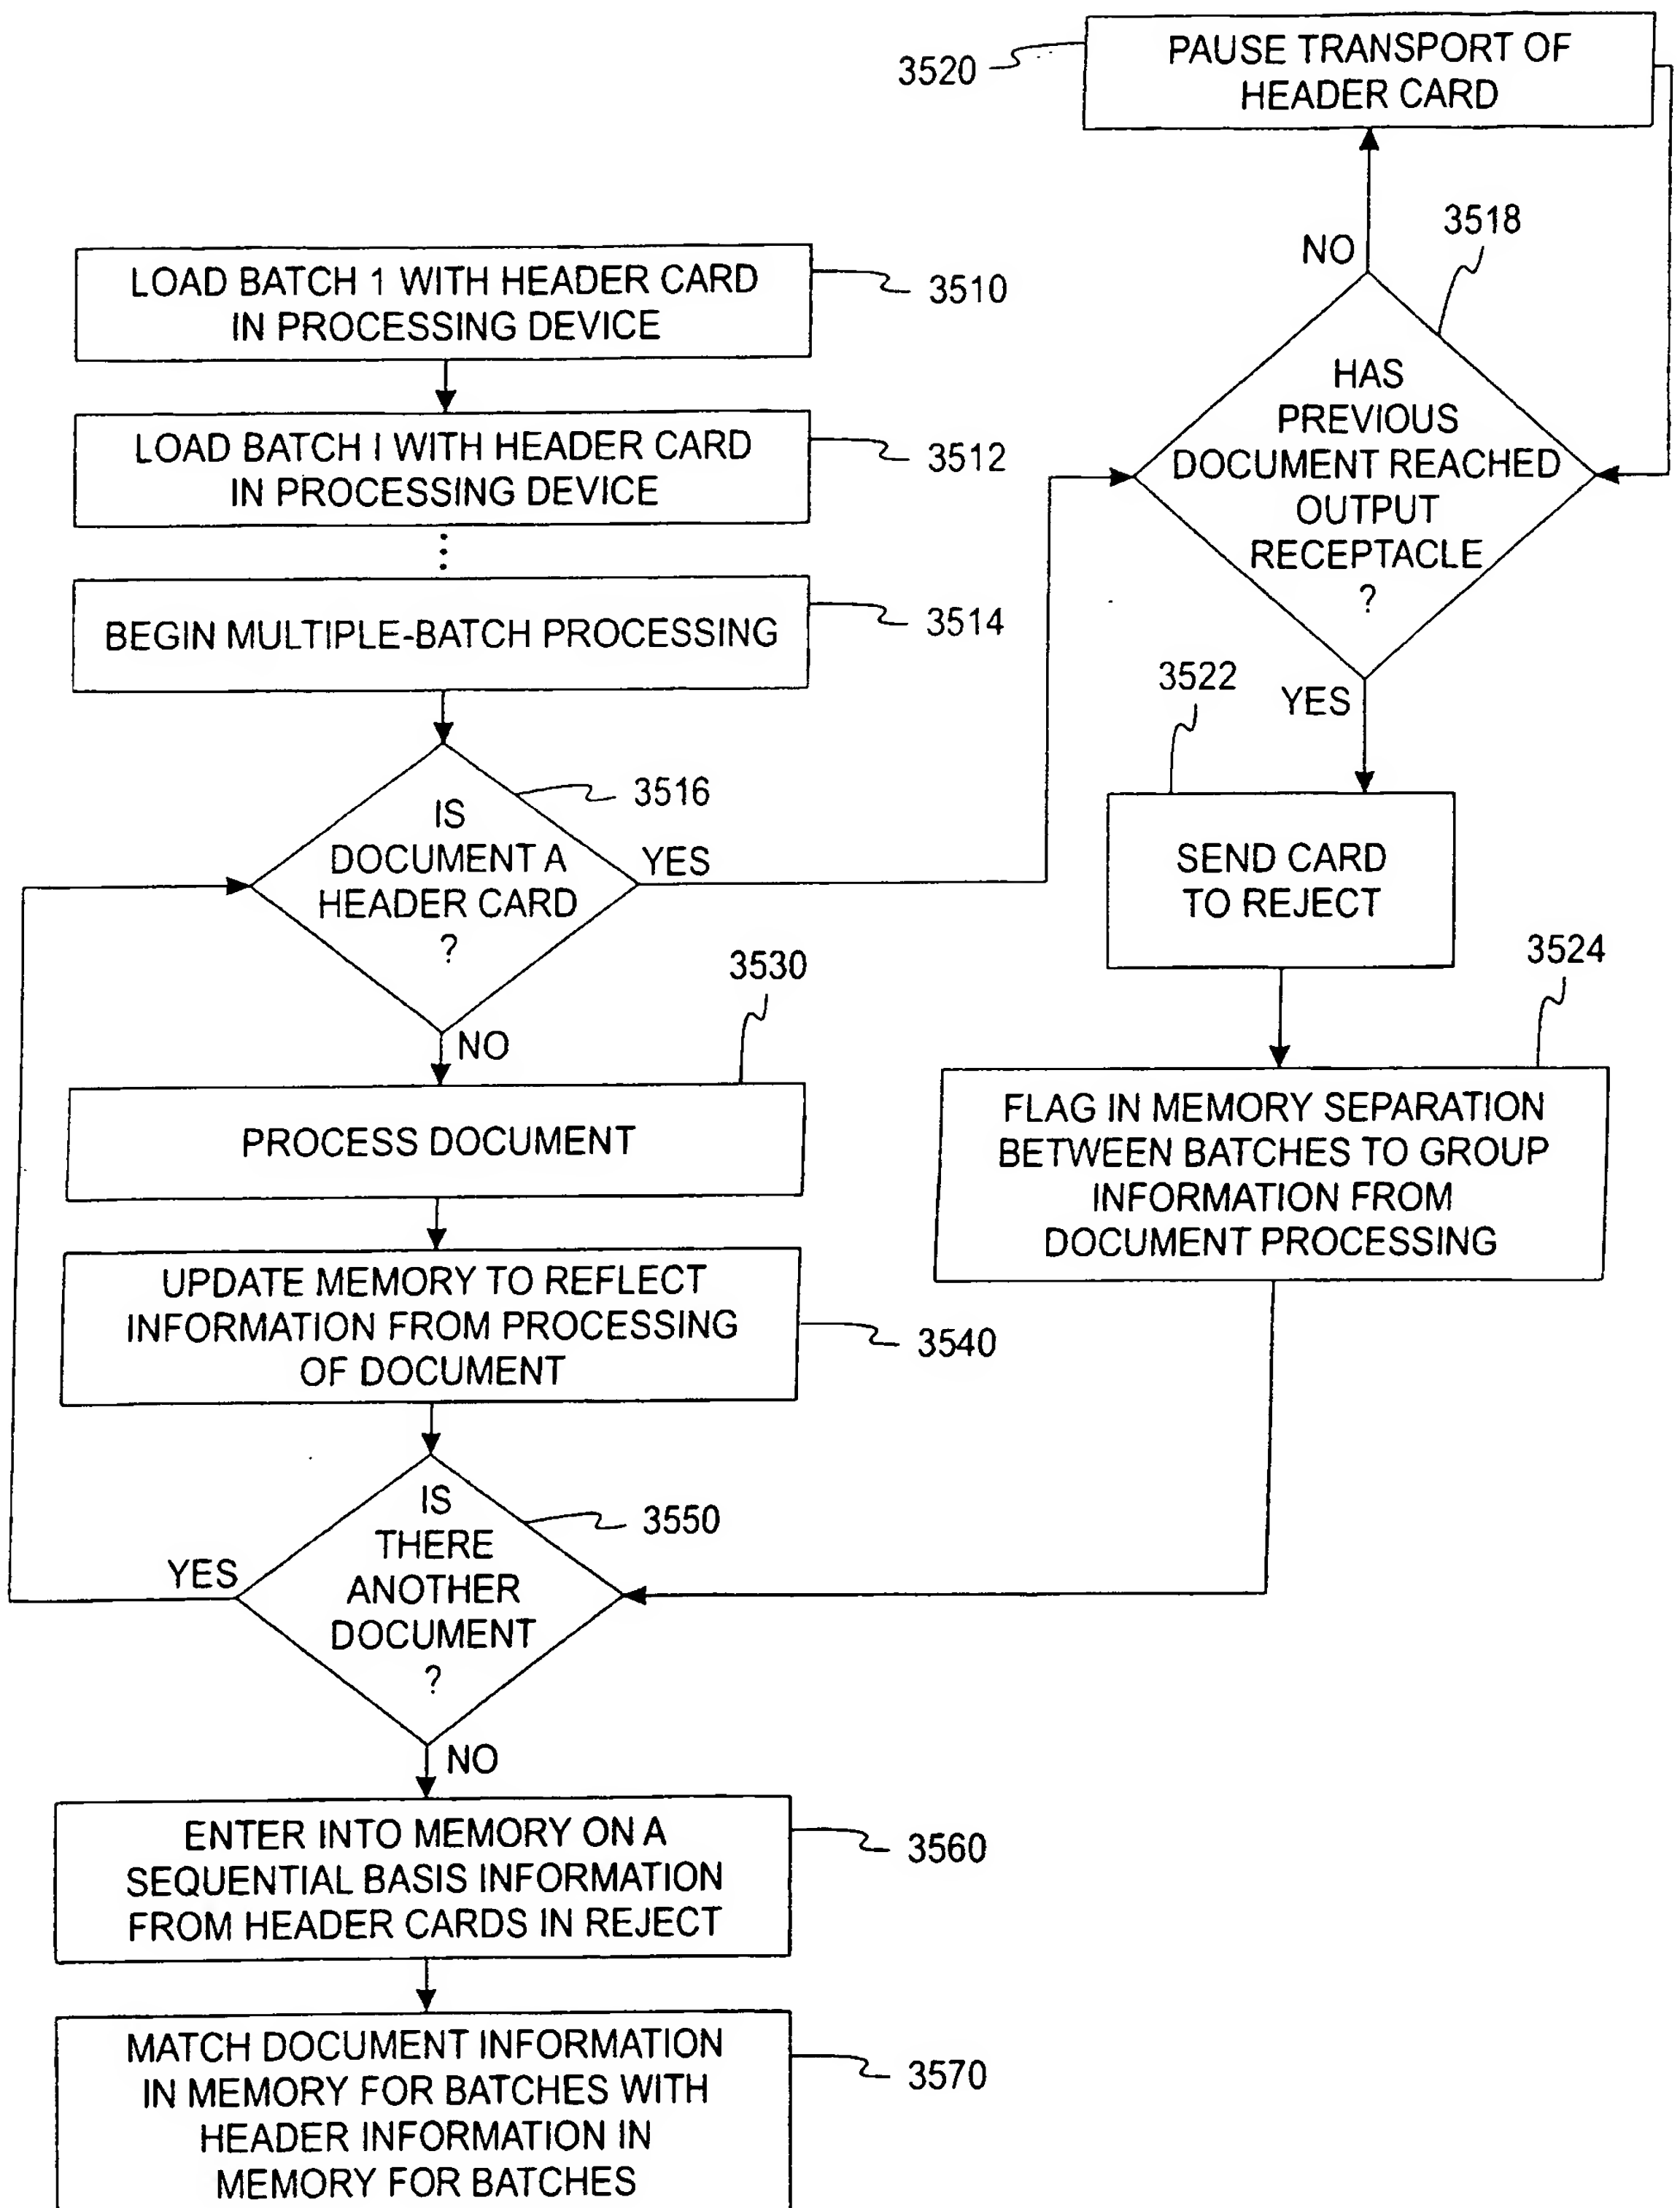 LOAD BATCH 1 WITH HEADER CARD
IN PROCESSING DEVICE
3510
LOAD BATCH I WITH HEADER CARD
IN PROCESSING DEVICE
3512
BEGIN MULTIPLE-BATCH PROCESSING
3514
IS
DOCUMENT A
HEADER CARD
?
3516
YES
NO
3520
PAUSE TRANSPORT OF
HEADER CARD
NO
3518
HAS
PREVIOUS
DOCUMENT REACHED
OUTPUT
RECEPTACLE
?
YES
3522
SEND CARD
TO REJECT
3524
FLAG IN MEMORY SEPARATION
BETWEEN BATCHES TO GROUP
INFORMATION FROM
DOCUMENT PROCESSING
3530
PROCESS DOCUMENT
UPDATE MEMORY TO REFLECT
INFORMATION FROM PROCESSING
OF DOCUMENT
3540
IS
THERE
ANOTHER
DOCUMENT
?
3550
YES
NO
ENTER INTO MEMORY ON A
SEQUENTIAL BASIS INFORMATION
FROM HEADER CARDS IN REJECT
3560
MATCH DOCUMENT INFORMATION
IN MEMORY FOR BATCHES WITH
HEADER INFORMATION IN
MEMORY FOR BATCHES
3570